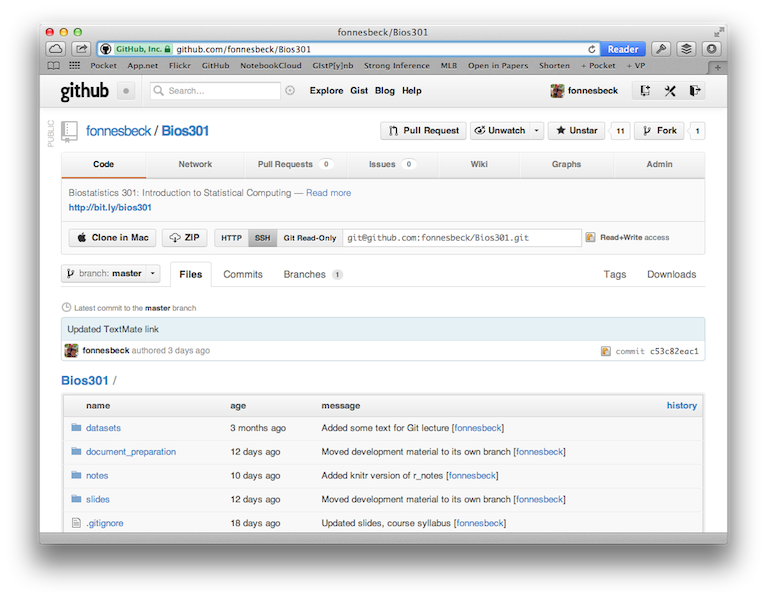 fonnesbeck/Bios301
GitHub, Inc. github.com/fonnesbeck/Bios301 Reader
Pocket App.net Flickr GitHub NotebookCloud GistP[y]nb Strong Inference MLB Open in Papers Shorten + Pocket + VP
github Search... Explore Gist Blog Help fonnesbeck
PUBLIC
fonnesbeck / Bios301 Pull Request Unwatch Unstar 11 Fork 1
Code Network Pull Requests 0 Issues 0 Wiki Graphs Admin
Biostatistics 301: Introduction to Statistical Computing — Read more
http://bit.ly/bios301
Clone in Mac ZIP HTTP SSH Git Read-Only git@github.com:fonnesbeck/Bios301.git Read+Write access
branch: master Files Commits Branches 1 Tags Downloads
Latest commit to the master branch
Updated TextMate link
fonnesbeck authored 3 days ago commit c53c82eac1
Bios301 /
name age message history
datasets 3 months ago Added some text for Git lecture [fonnesbeck]
document_preparation 12 days ago Moved development material to its own branch [fonnesbeck]
notes 10 days ago Added knitr version of r_notes [fonnesbeck]
slides 12 days ago Moved development material to its own branch [fonnesbeck]
.gitignore 18 days ago Updated slides, course syllabus [fonnesbeck]